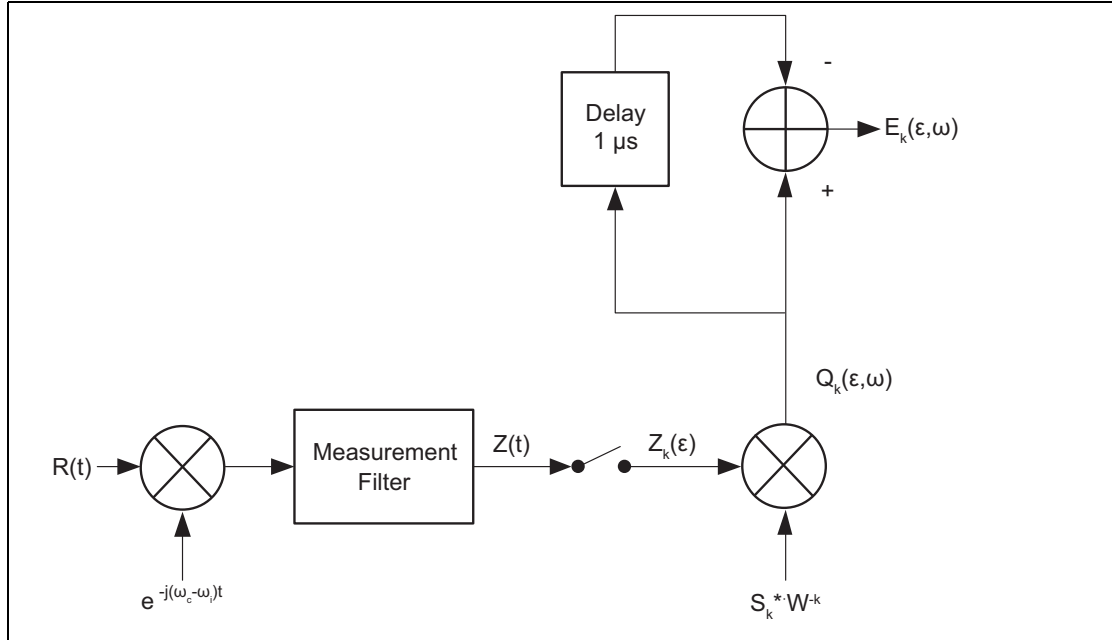 Delay
1 µs
-
E_k(ε,ω)
+
Q_k(ε,ω)
R(t)
Measurement
Filter
Z(t)
Z_k(ε)
e^-j(ω_c-ω_i)t
S_k*·W^-k